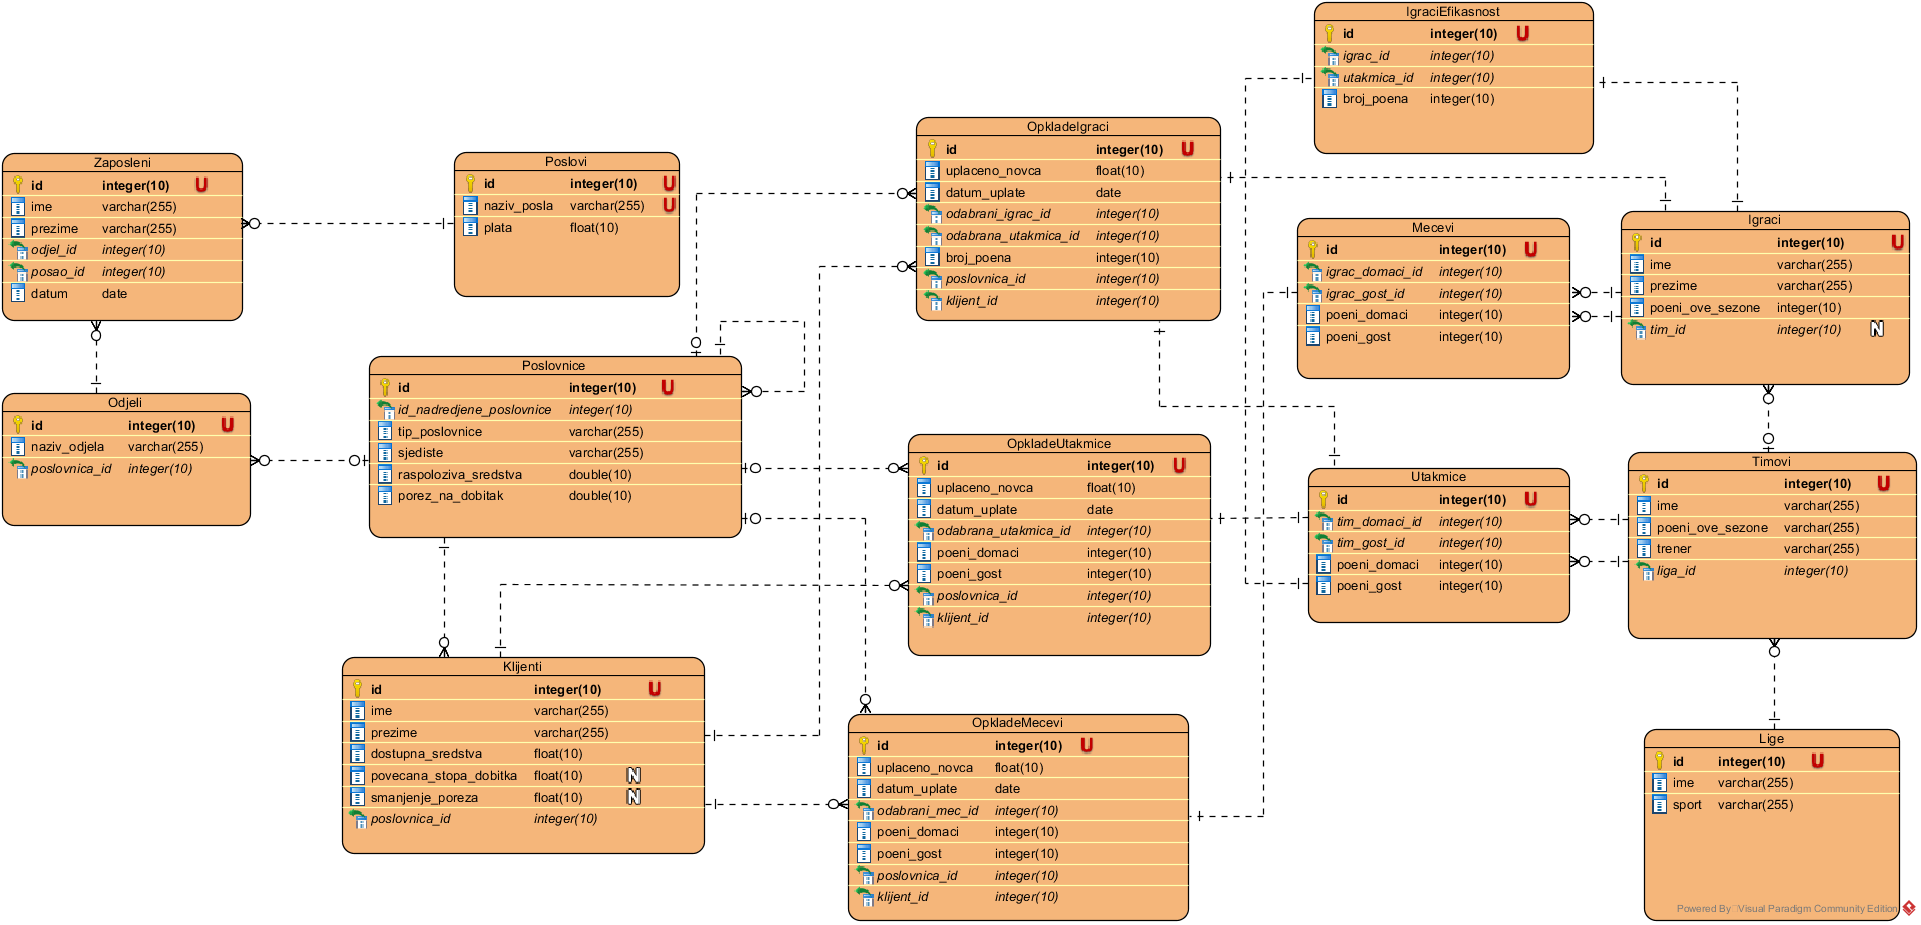 IgraciEfikasnost
id integer(10) U
igrac_id integer(10)
utakmica_id integer(10)
broj_poena integer(10)
OpkladeIgraci
id integer(10) U
uplaceno_novca float(10)
datum_uplate date
odabrani_igrac_id integer(10)
odabrana_utakmica_id integer(10)
broj_poena integer(10)
poslovnica_id integer(10)
klijent_id integer(10)
Zaposleni
id integer(10) U
ime varchar(255)
prezime varchar(255)
odjel_id integer(10)
posao_id integer(10)
datum date
Poslovi
id integer(10) U
naziv_posla varchar(255) U
plata float(10)
Mecevi
id integer(10) U
igrac_domaci_id integer(10)
igrac_gost_id integer(10)
poeni_domaci integer(10)
poeni_gost integer(10)
Igraci
id integer(10) U
ime varchar(255)
prezime varchar(255)
poeni_ove_sezone integer(10)
tim_id integer(10) N
Poslovnice
id integer(10) U
id_nadredjene_poslovnice integer(10)
tip_poslovnice varchar(255)
sjediste varchar(255)
raspoloziva_sredstva double(10)
porez_na_dobitak double(10)
Odjeli
id integer(10) U
naziv_odjela varchar(255)
poslovnica_id integer(10)
OpkladeUtakmice
id integer(10) U
uplaceno_novca float(10)
datum_uplate date
odabrana_utakmica_id integer(10)
poeni_domaci integer(10)
poeni_gost integer(10)
poslovnica_id integer(10)
klijent_id integer(10)
Utakmice
id integer(10) U
tim_domaci_id integer(10)
tim_gost_id integer(10)
poeni_domaci integer(10)
poeni_gost integer(10)
Timovi
id integer(10) U
ime varchar(255)
poeni_ove_sezone varchar(255)
trener varchar(255)
liga_id integer(10)
Klijenti
id integer(10) U
ime varchar(255)
prezime varchar(255)
dostupna_sredstva float(10)
povecana_stopa_dobitka float(10) N
smanjenje_poreza float(10) N
poslovnica_id integer(10)
OpkladeMecevi
id integer(10) U
uplaceno_novca float(10)
datum_uplate date
odabrani_mec_id integer(10)
poeni_domaci integer(10)
poeni_gost integer(10)
poslovnica_id integer(10)
klijent_id integer(10)
Lige
id integer(10) U
ime varchar(255)
sport varchar(255)
Powered By Visual Paradigm Community Edition